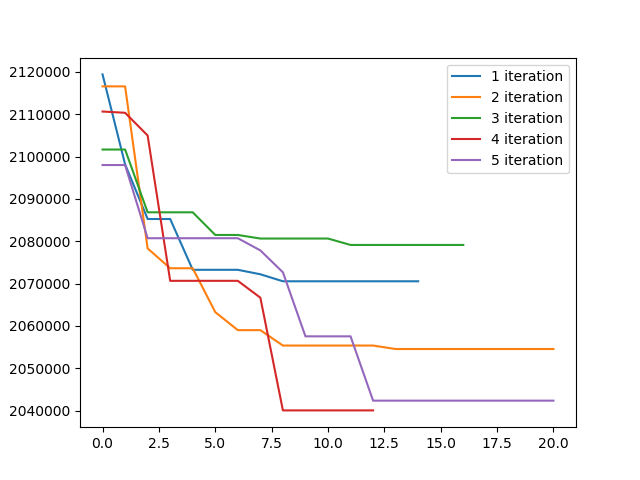 2120000
2110000
2100000
2090000
2080000
2070000
2060000
2050000
2040000
0.0 2.5 5.0 7.5 10.0 12.5 15.0 17.5 20.0
1 iteration
2 iteration
3 iteration
4 iteration
5 iteration